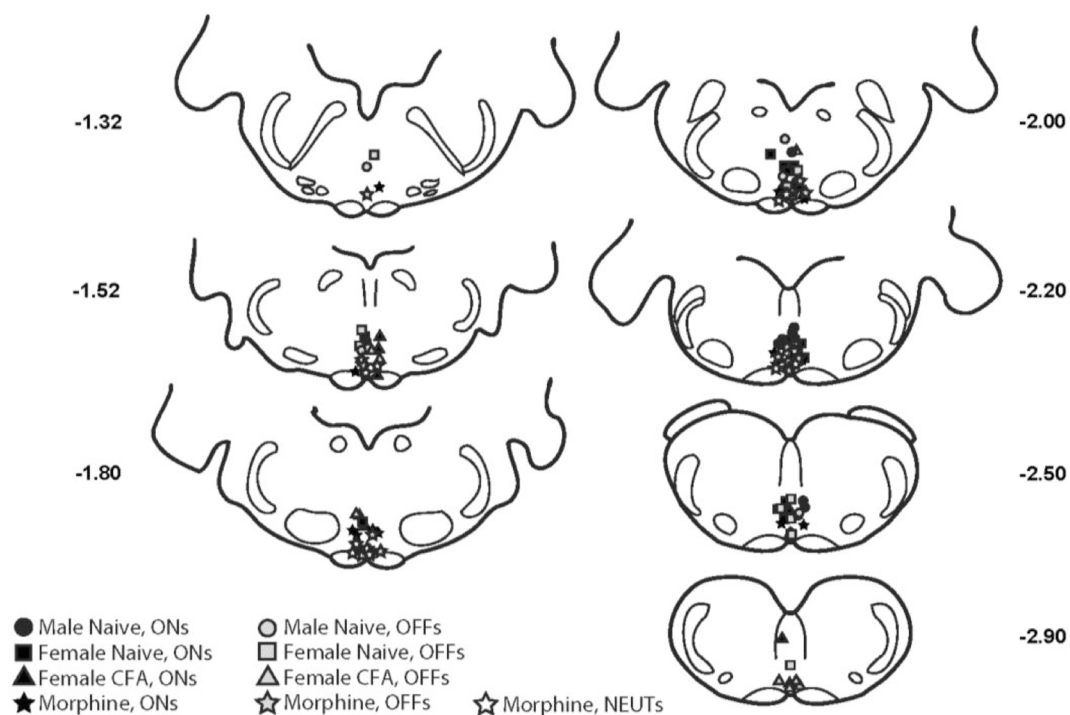 -1.32
-2.00
-1.52
-2.20
-1.80
-2.50
-2.90
Male Naive, ONs
Male Naive, OFFs
Female Naive, ONs
Female Naive, OFFs
Female CFA, ONs
Female CFA, OFFs
Morphine, ONs
Morphine, OFFs
Morphine, NEUTs